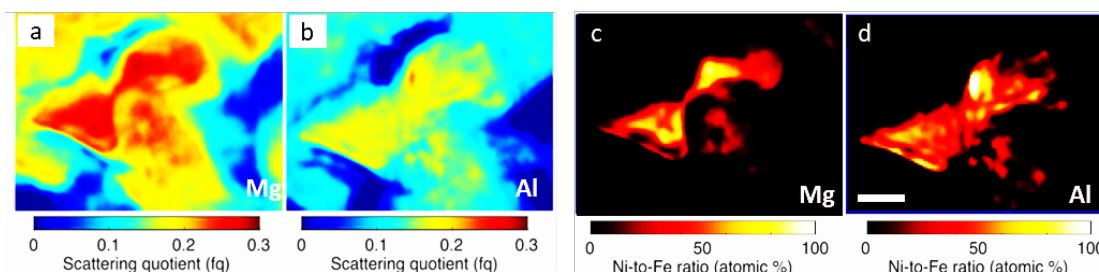 a
b
c
d
Mg
Al
Mg
Al
0 0.1 0.2 0.3
0 0.1 0.2 0.3
0 50 100
0 50 100
Scattering quotient (fq)
Scattering quotient (fq)
Ni-to-Fe ratio (atomic %)
Ni-to-Fe ratio (atomic %)